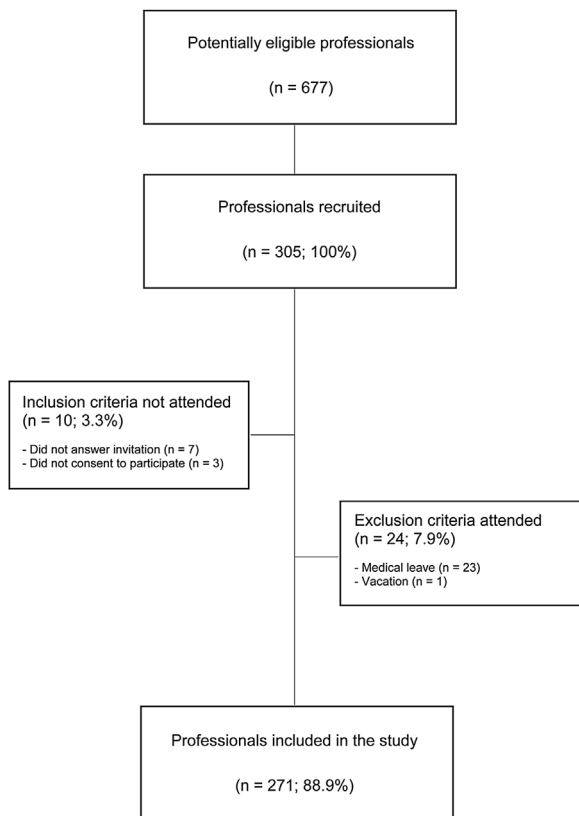 Potentially eligible professionals
(n = 677)
Professionals recruited
(n = 305; 100%)
Inclusion criteria not attended
(n = 10; 3.3%)
- Did not answer invitation (n = 7)
- Did not consent to participate (n = 3)
Exclusion criteria attended
(n = 24; 7.9%)
- Medical leave (n = 23)
- Vacation (n = 1)
Professionals included in the study
(n = 271; 88.9%)